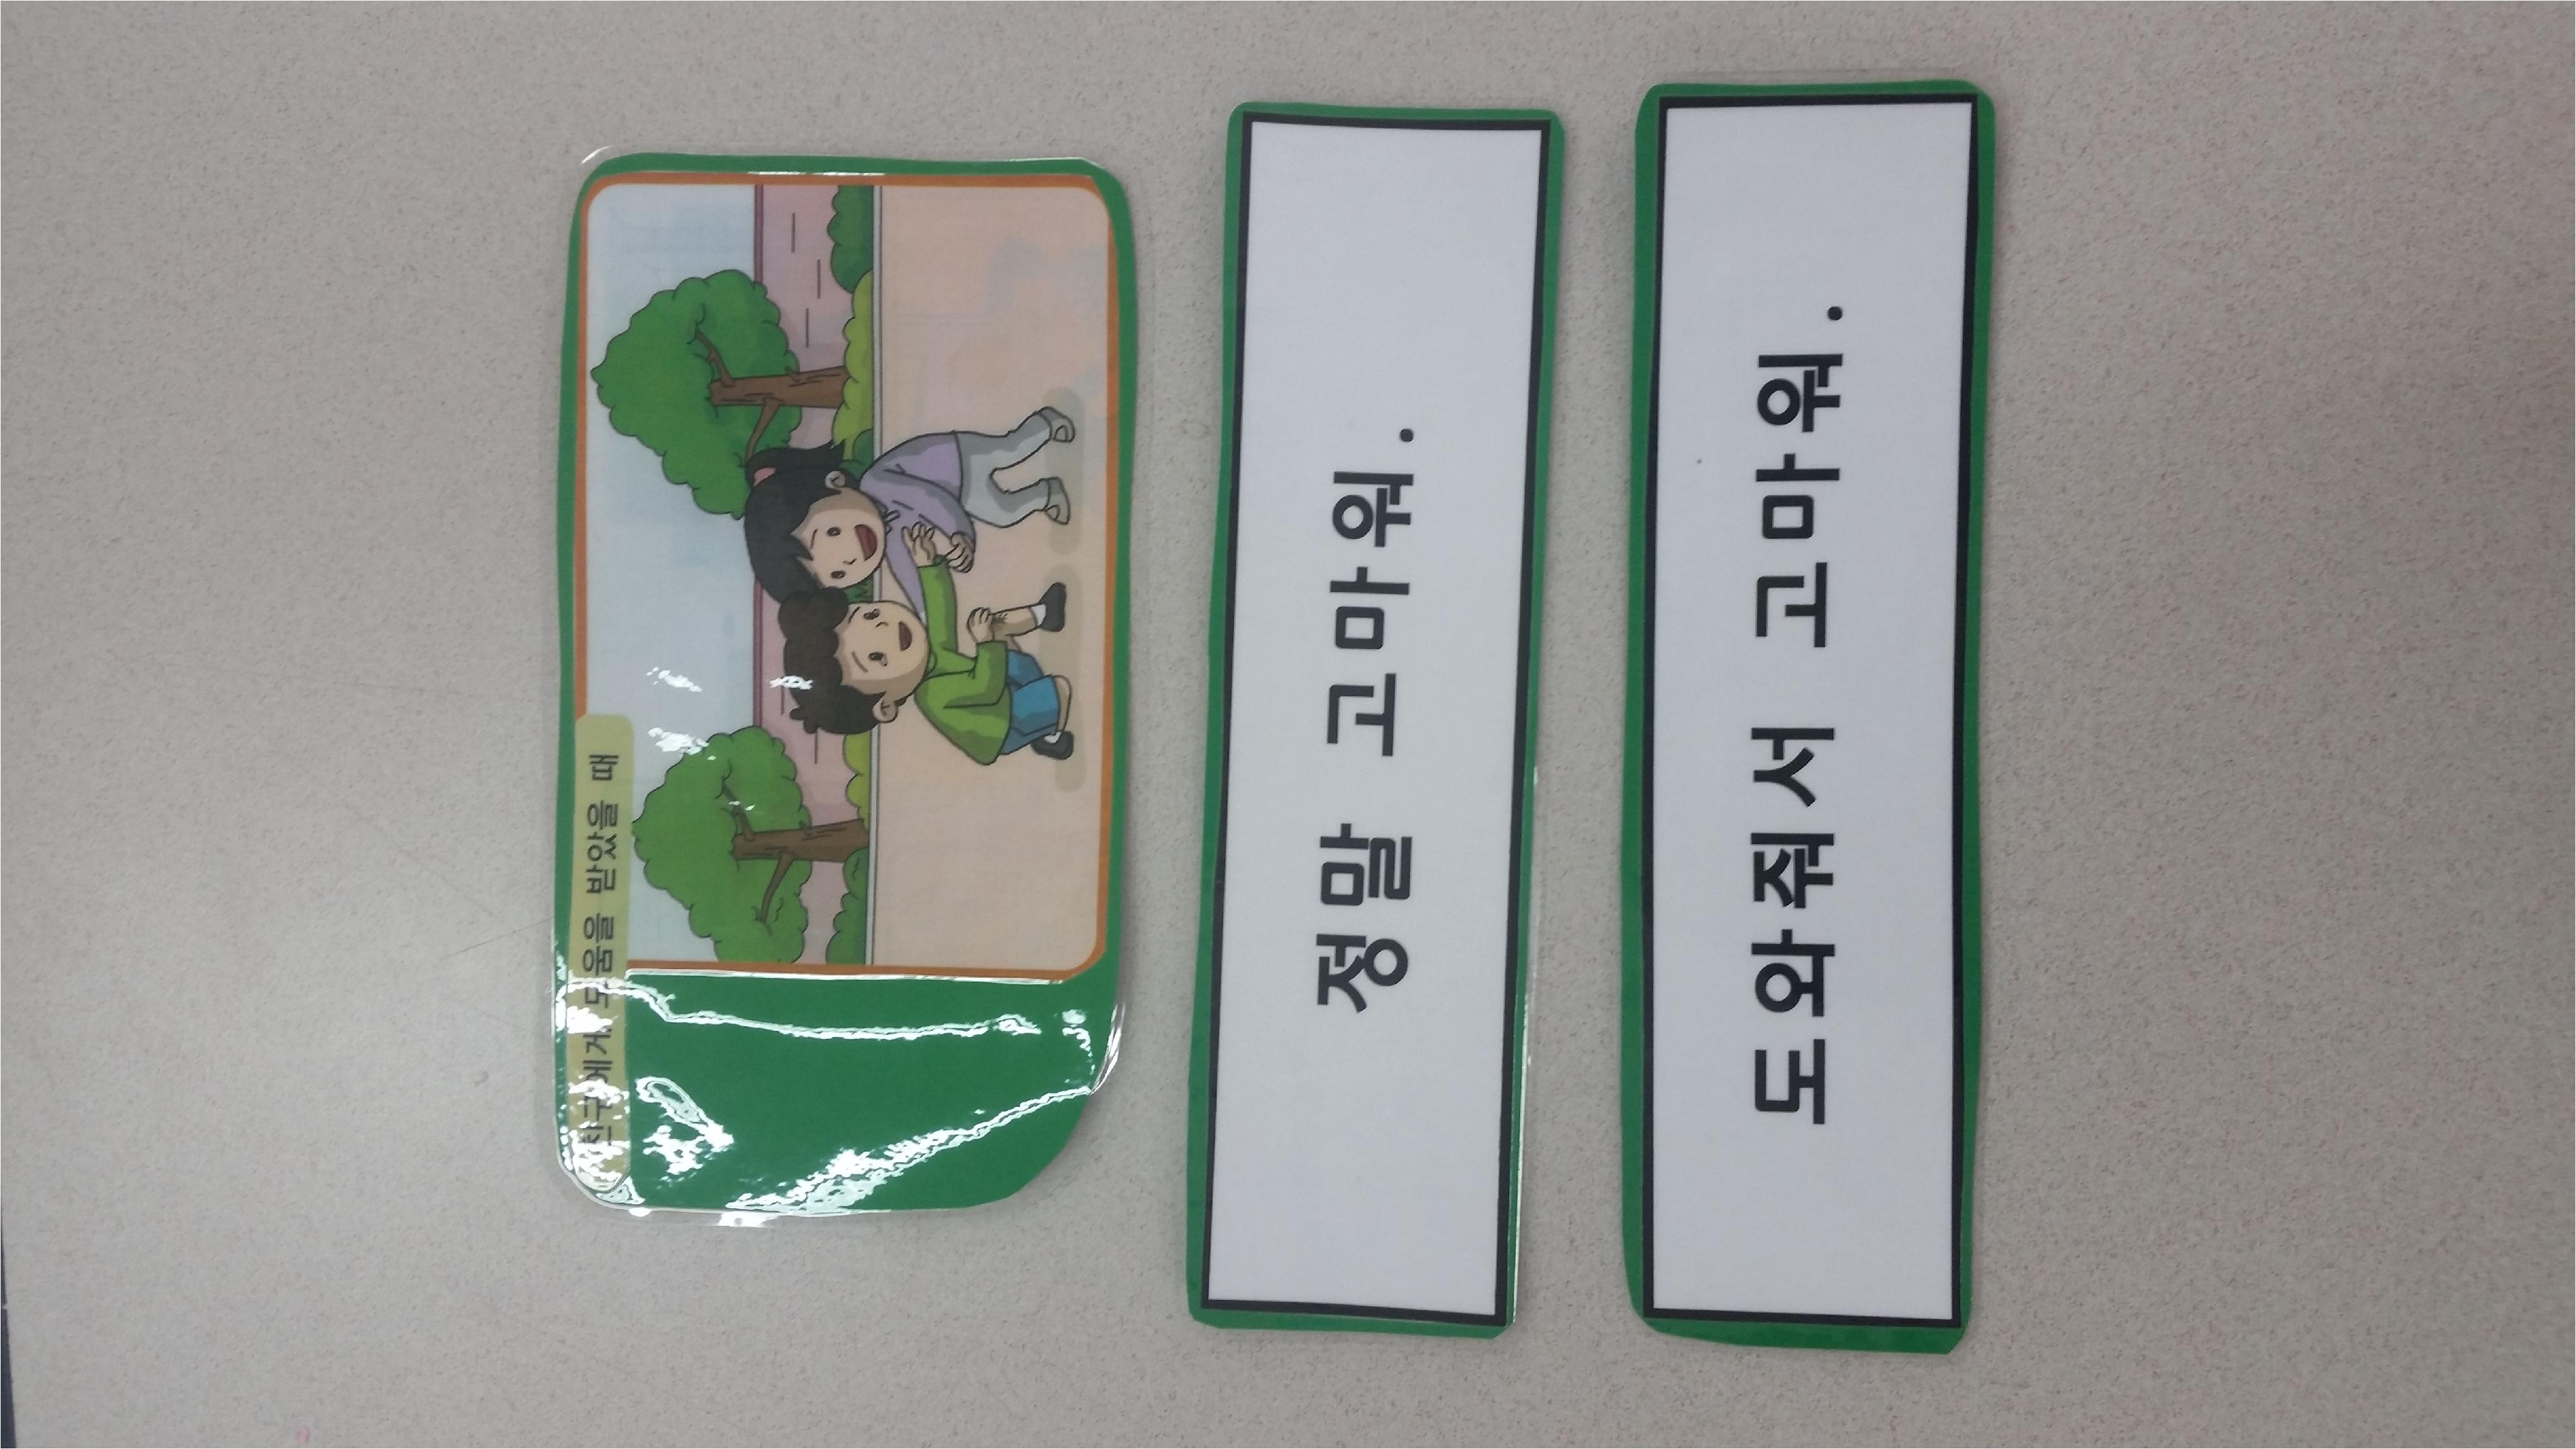 친구에게 도움을 받았을 때
정말 고마워.
도와줘서 고마워.